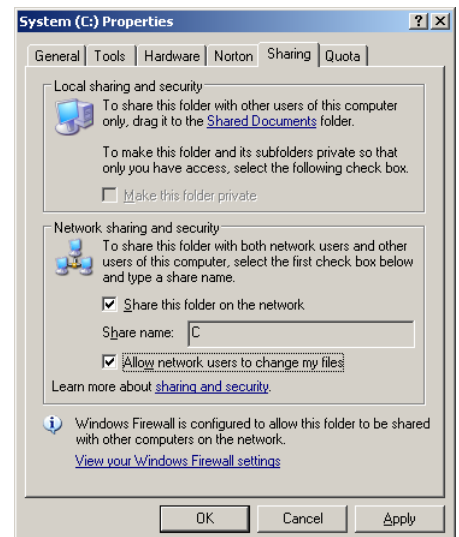 System (C:) Properties
General Tools Hardware Norton Sharing Quota
Local sharing and security
To share this folder with other users of this computer
only, drag it to the Shared Documents folder.
To make this folder and its subfolders private so that
only you have access, select the following check box.
Make this folder private
Network sharing and security
To share this folder with both network users and other
users of this computer, select the first check box below
and type a share name.
Share this folder on the network
Share name: C
Allow network users to change my files
Learn more about sharing and security.
Windows Firewall is configured to allow this folder to be shared
with other computers on the network.
View your Windows Firewall settings
OK Cancel Apply